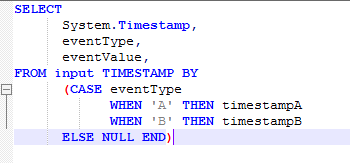 SELECT
System.Timestamp,
eventType,
eventValue,
FROM input TIMESTAMP BY
(CASE eventType
WHEN 'A' THEN timestampA
WHEN 'B' THEN timestampB
ELSE NULL END)